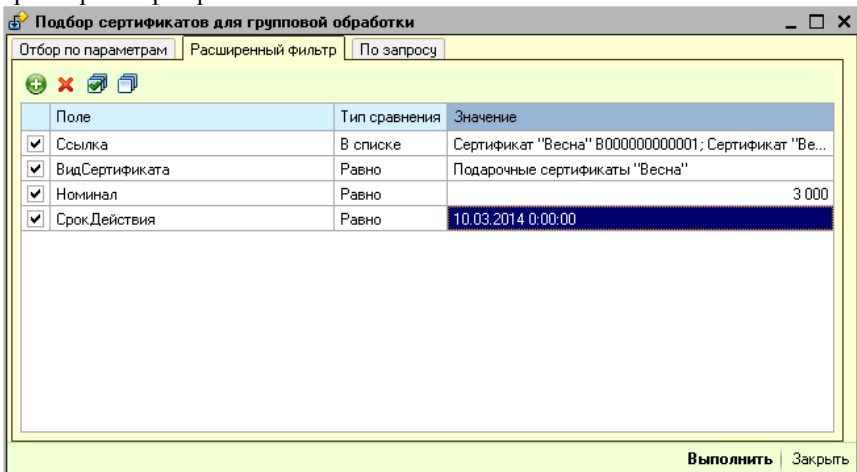 Подбор сертификатов для групповой обработки
Отбор по параметрам Расширенный фильтр По запросу
Поле Тип сравнения Значение
Ссылка В списке Сертификат "Весна" В000000000001; Сертификат "Ве...
ВидСертификата Равно Подарочные сертификаты "Весна"
Номинал Равно 3 000
СрокДействия Равно 10.03.2014 0:00:00
Выполнить Закрыть